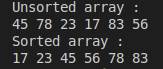 Unsorted array :
45 78 23 17 83 56
Sorted array :
17 23 45 56 78 83